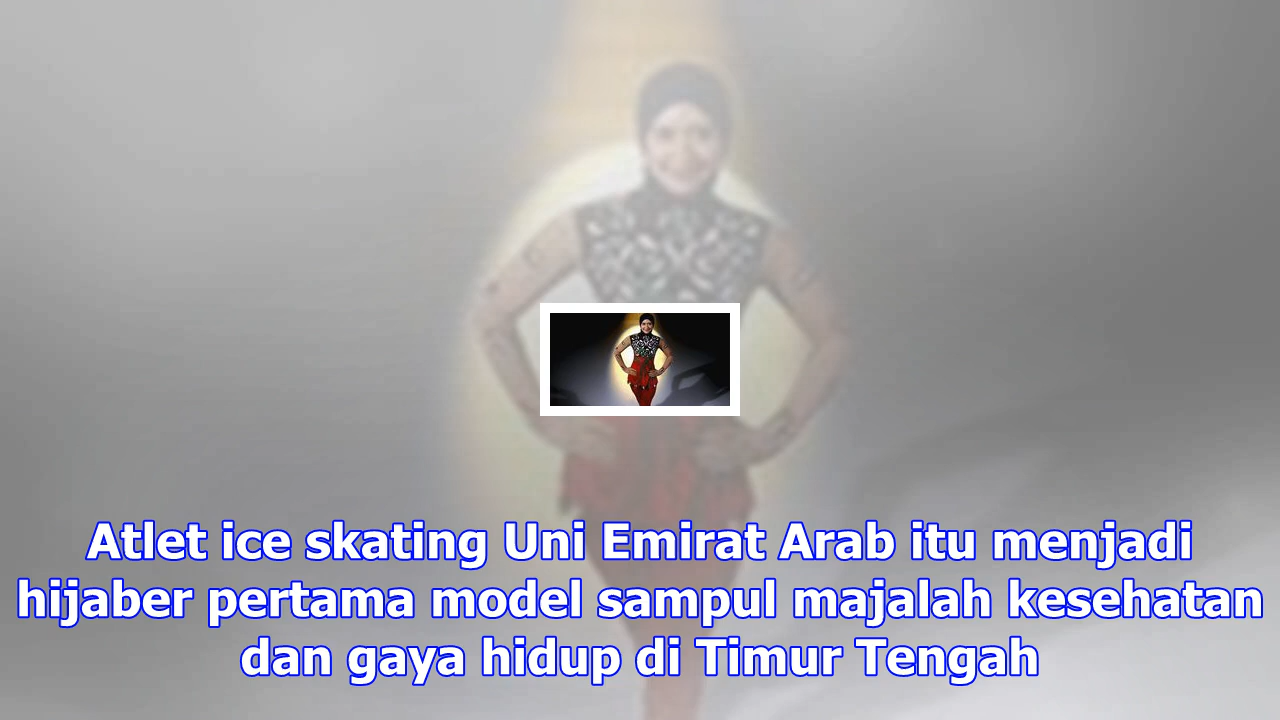 Atlet ice skating Uni Emirat Arab itu menjadi
hijaber pertama model sampul majalah kesehatan
dan gaya hidup di Timur Tengah